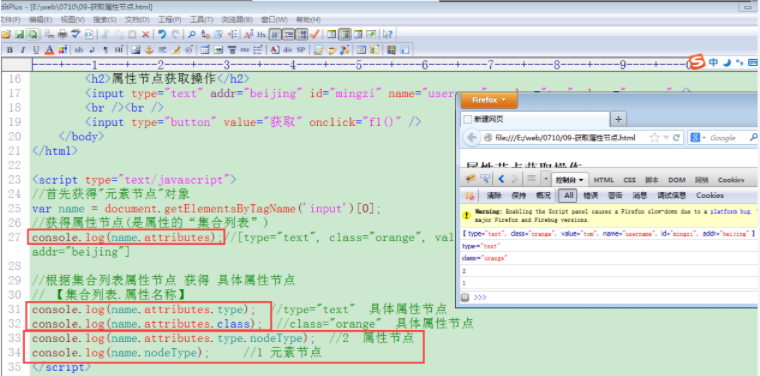 ditPlus - [E:\web\0710\09-获取属性节点.html]
文件(F) 编辑(E) 视图(V) 搜索(S) 文档(D) 工程(P) 工具(T) 浏览器(B) 窗口(W) 帮助(H)
----+----1----+----2----+----3----+----4----+----5----+----6----+----7----+----8----+----9----+----0
16 <h2>属性节点获取操作</h2>
17 <input type="text" addr="beijing" id="mingzi" name="user
18 <br /><br />
19 <input type="button" value="获取" onclick="f1()" />
20 </body>
21 </html>
22
23 <script type="text/javascript">
24 //首先获得"元素节点"对象
25 var name = document.getElementsByTagName('input')[0];
26 //获得属性节点(是属性的“集合列表”)
27 console.log(name.attributes);//[type="text", class="orange", val
addr="beijing"]
28
29 //根据集合列表属性节点 获得 具体属性节点
30 // 【集合列表.属性名称】
31 console.log(name.attributes.type); //type="text" 具体属性节点
32 console.log(name.attributes.class); //class="orange" 具体属性节点
33 console.log(name.attributes.type.nodeType); //2 属性节点
34 console.log(name.nodeType); //1 元素节点
35 </script>
Firefox
新建网页
file:///E:/web/0710/09-获取属性节点.html
Google
属性节点获取操作
控制台 HTML CSS 脚本 DOM 网络 Cookies
清除 保持 概况 All 错误 警告 消息 调试信息 Cookies
Warning: Enabling the Script panel causes a Firefox slow-down due to a platform bug.
major Firefox and Firebug versions.
[ type="text", class="orange", value="tom", name="username", id="mingzi", addr="beijing" ]
type="text"
class="orange"
2
1
>>>
中